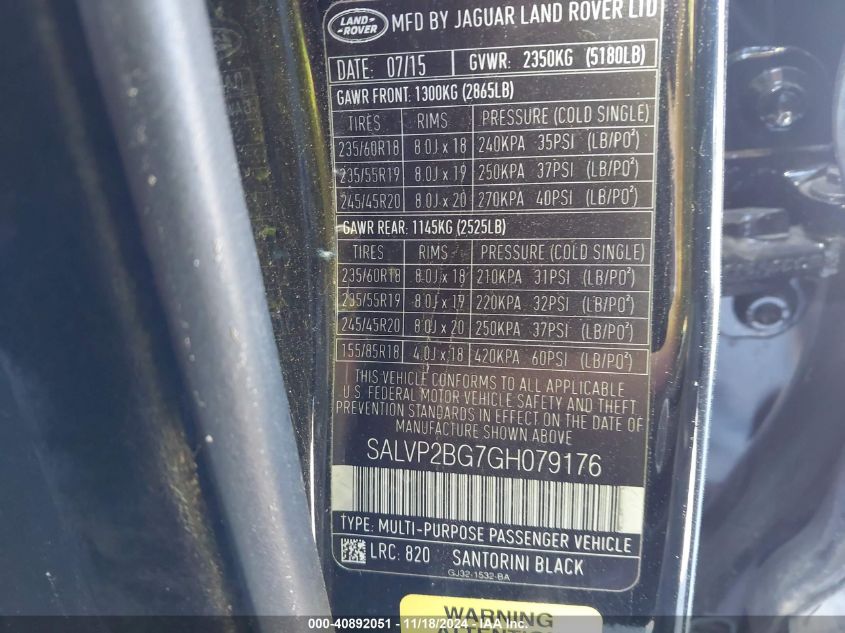 LAND-
ROVER
MFD BY JAGUAR LAND ROVER LTD
DATE: 07/15 GVWR: 2350KG (5180LB)
GAWR FRONT: 1300KG (2865LB)
TIRES RIMS PRESSURE (COLD SINGLE)
235/60R18 8.0J x 18 240KPA 35PSI (LB/PO²)
235/55R19 8.0J x 19 250KPA 37PSI (LB/PO²)
245/45R20 8.0J x 20 270KPA 40PSI (LB/PO²)
GAWR REAR: 1145KG (2525LB)
TIRES RIMS PRESSURE (COLD SINGLE)
235/60R18 8.0J x 18 210KPA 31PSI (LB/PO²)
235/55R19 8.0J x 19 220KPA 32PSI (LB/PO²)
245/45R20 8.0J x 20 250KPA 37PSI (LB/PO²)
155/85R18 4.0J x 18 420KPA 60PSI (LB/PO²)
THIS VEHICLE CONFORMS TO ALL APPLICABLE
U.S. FEDERAL MOTOR VEHICLE SAFETY AND THEFT
PREVENTION STANDARDS IN EFFECT ON THE DATE OF
MANUFACTURE SHOWN ABOVE
SALVP2BG7GH079176
TYPE: MULTI-PURPOSE PASSENGER VEHICLE
LRC: 820 SANTORINI BLACK
GJ32-1532-BA
WARNING
ATTENTION
000-40892051 - 11/18/2024 - IAA Inc.